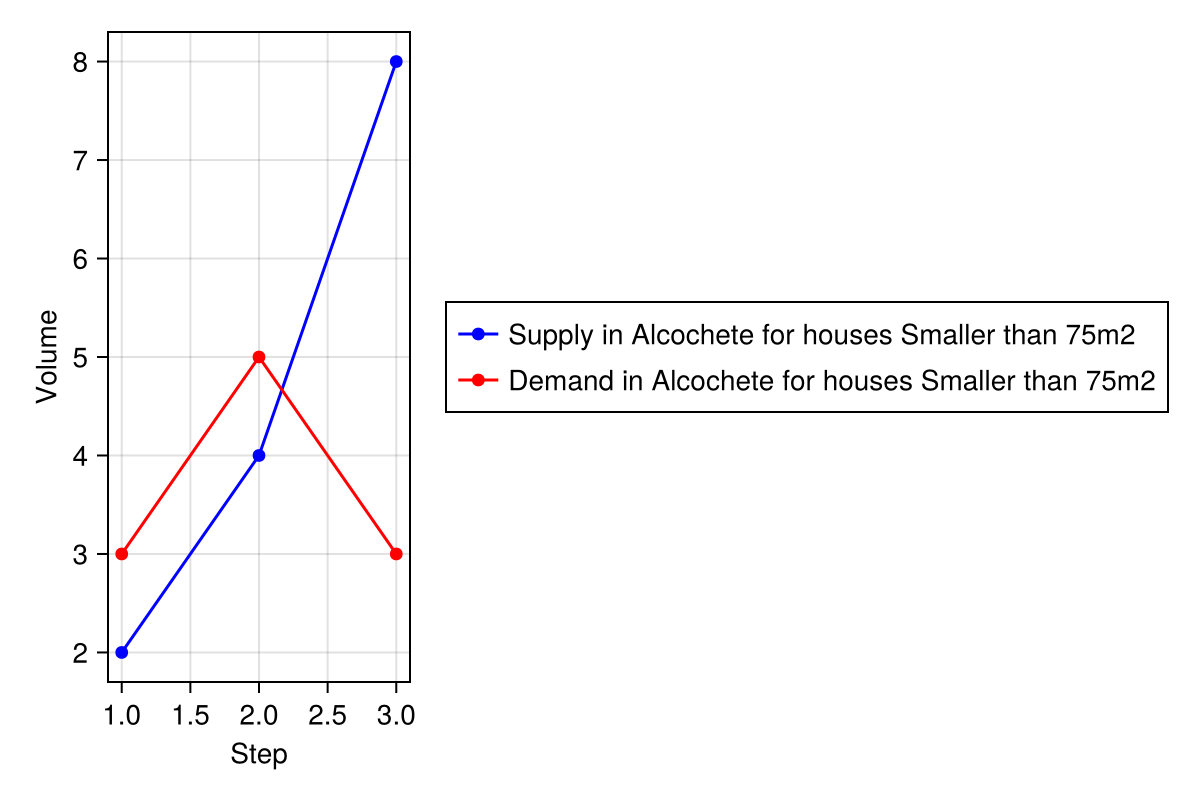 8
7
6
5
4
3
2
Volume
1.0 1.5 2.0 2.5 3.0
Step
Supply in Alcochete for houses Smaller than 75m2
Demand in Alcochete for houses Smaller than 75m2